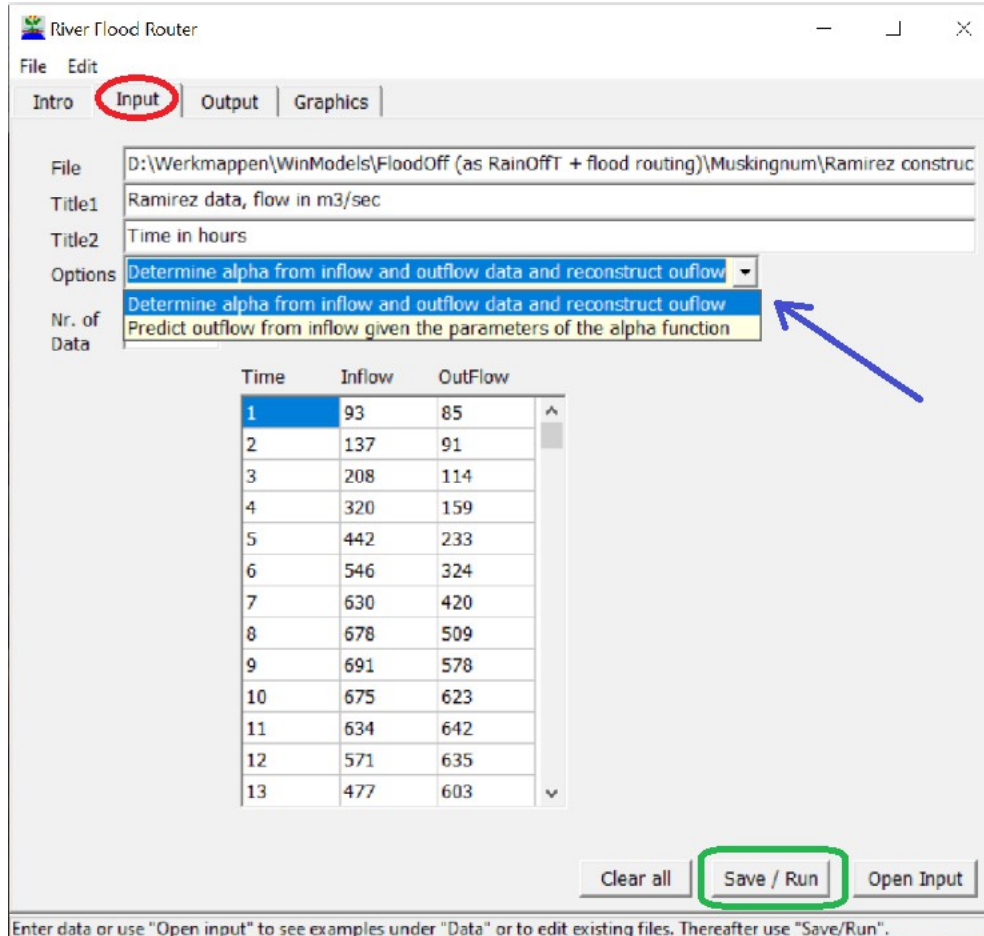 River Flood Router
File Edit
Intro Input Output Graphics
File D:\Werkmappen\WinModels\FloodOff (as RainOffT + flood routing)\Muskingnum\Ramirez construc
Title1 Ramirez data, flow in m3/sec
Title2 Time in hours
Options Determine alpha from inflow and outflow data and reconstruct ouflow
Determine alpha from inflow and outflow data and reconstruct ouflow
Predict outflow from inflow given the parameters of the alpha function
Nr. of
Data
Time Inflow OutFlow
1 93 85
2 137 91
3 208 114
4 320 159
5 442 233
6 546 324
7 630 420
8 678 509
9 691 578
10 675 623
11 634 642
12 571 635
13 477 603
Clear all Save / Run Open Input
Enter data or use "Open input" to see examples under "Data" or to edit existing files. Thereafter use "Save/Run".